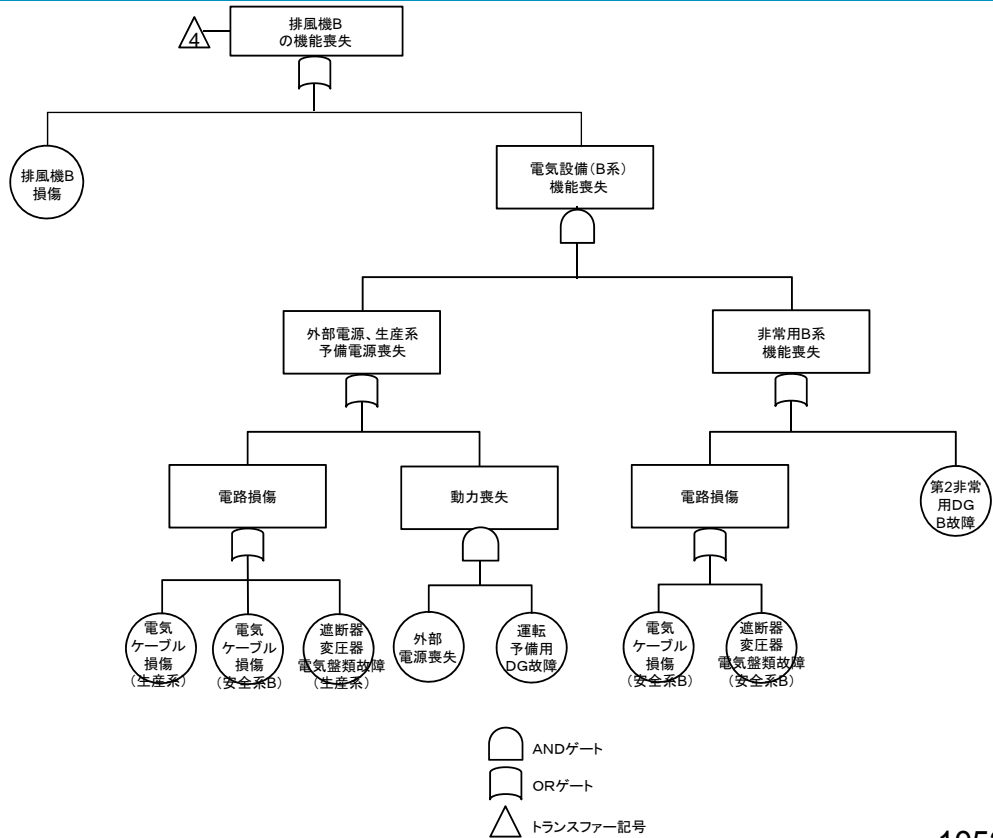 4
排風機B
の機能喪失
排風機B
損傷
電気設備(B系)
機能喪失
外部電源、生産系
予備電源喪失
非常用B系
機能喪失
電路損傷
動力喪失
電路損傷
第2非常
用DG
B故障
電気
ケーブル
損傷
(生産系)
電気
ケーブル
損傷
(安全系B)
遮断器
変圧器
電気盤類故障
(生産系)
外部
電源喪失
運転
予備用
DG故障
電気
ケーブル
損傷
(安全系B)
遮断器
変圧器
電気盤類故障
(安全系B)
ANDゲート
ORゲート
トランスファー記号